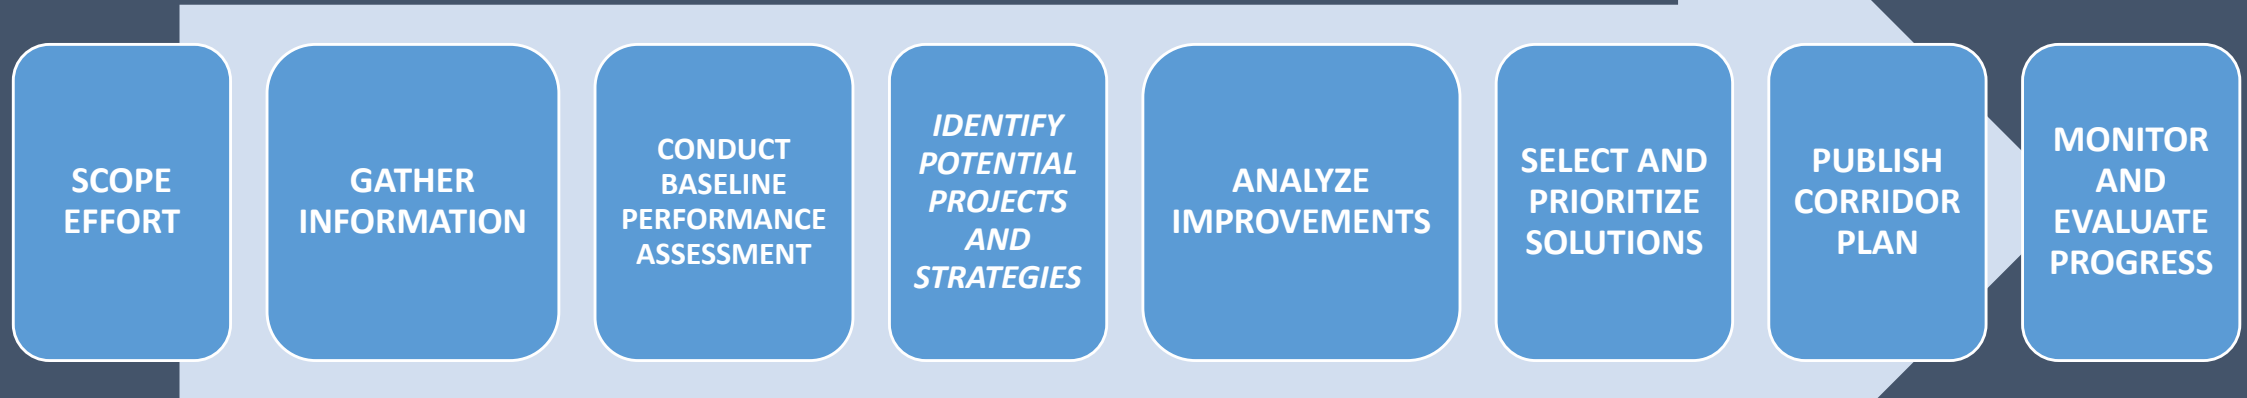 SCOPE
EFFORT
GATHER
INFORMATION
CONDUCT
BASELINE
PERFORMANCE
ASSESSMENT
IDENTIFY
POTENTIAL
PROJECTS
AND
STRATEGIES
ANALYZE
IMPROVEMENTS
SELECT AND
PRIORITIZE
SOLUTIONS
PUBLISH
CORRIDOR
PLAN
MONITOR
AND
EVALUATE
PROGRESS